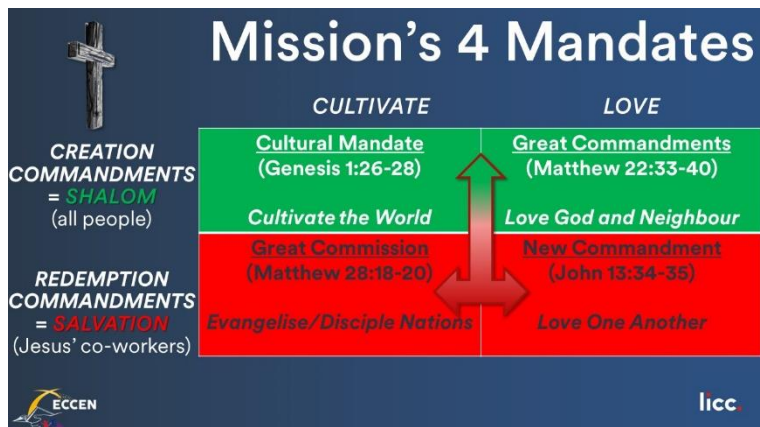 Mission's 4 Mandates
CULTIVATE
LOVE
CREATION
COMMANDMENTS
= SHALOM
(all people)
Cultural Mandate
(Genesis 1:26-28)
Cultivate the World
Great Commandments
(Matthew 22:33-40)
Love God and Neighbour
REDEMPTION
COMMANDMENTS
= SALVATION
(Jesus' co-workers)
Great Commission
(Matthew 28:18-20)
Evangelise/Disciple Nations
New Commandment
(John 13:34-35)
Love One Another
ECCEN
licc.